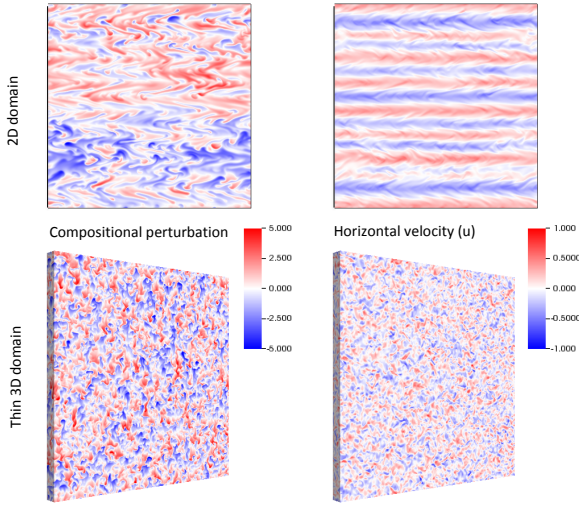 2D domain
Compositional perturbation
5.000
2.500
0.000
-2.500
-5.000
Horizontal velocity (u)
1.000
0.5000
0.000
-0.5000
-1.000
Thin 3D domain